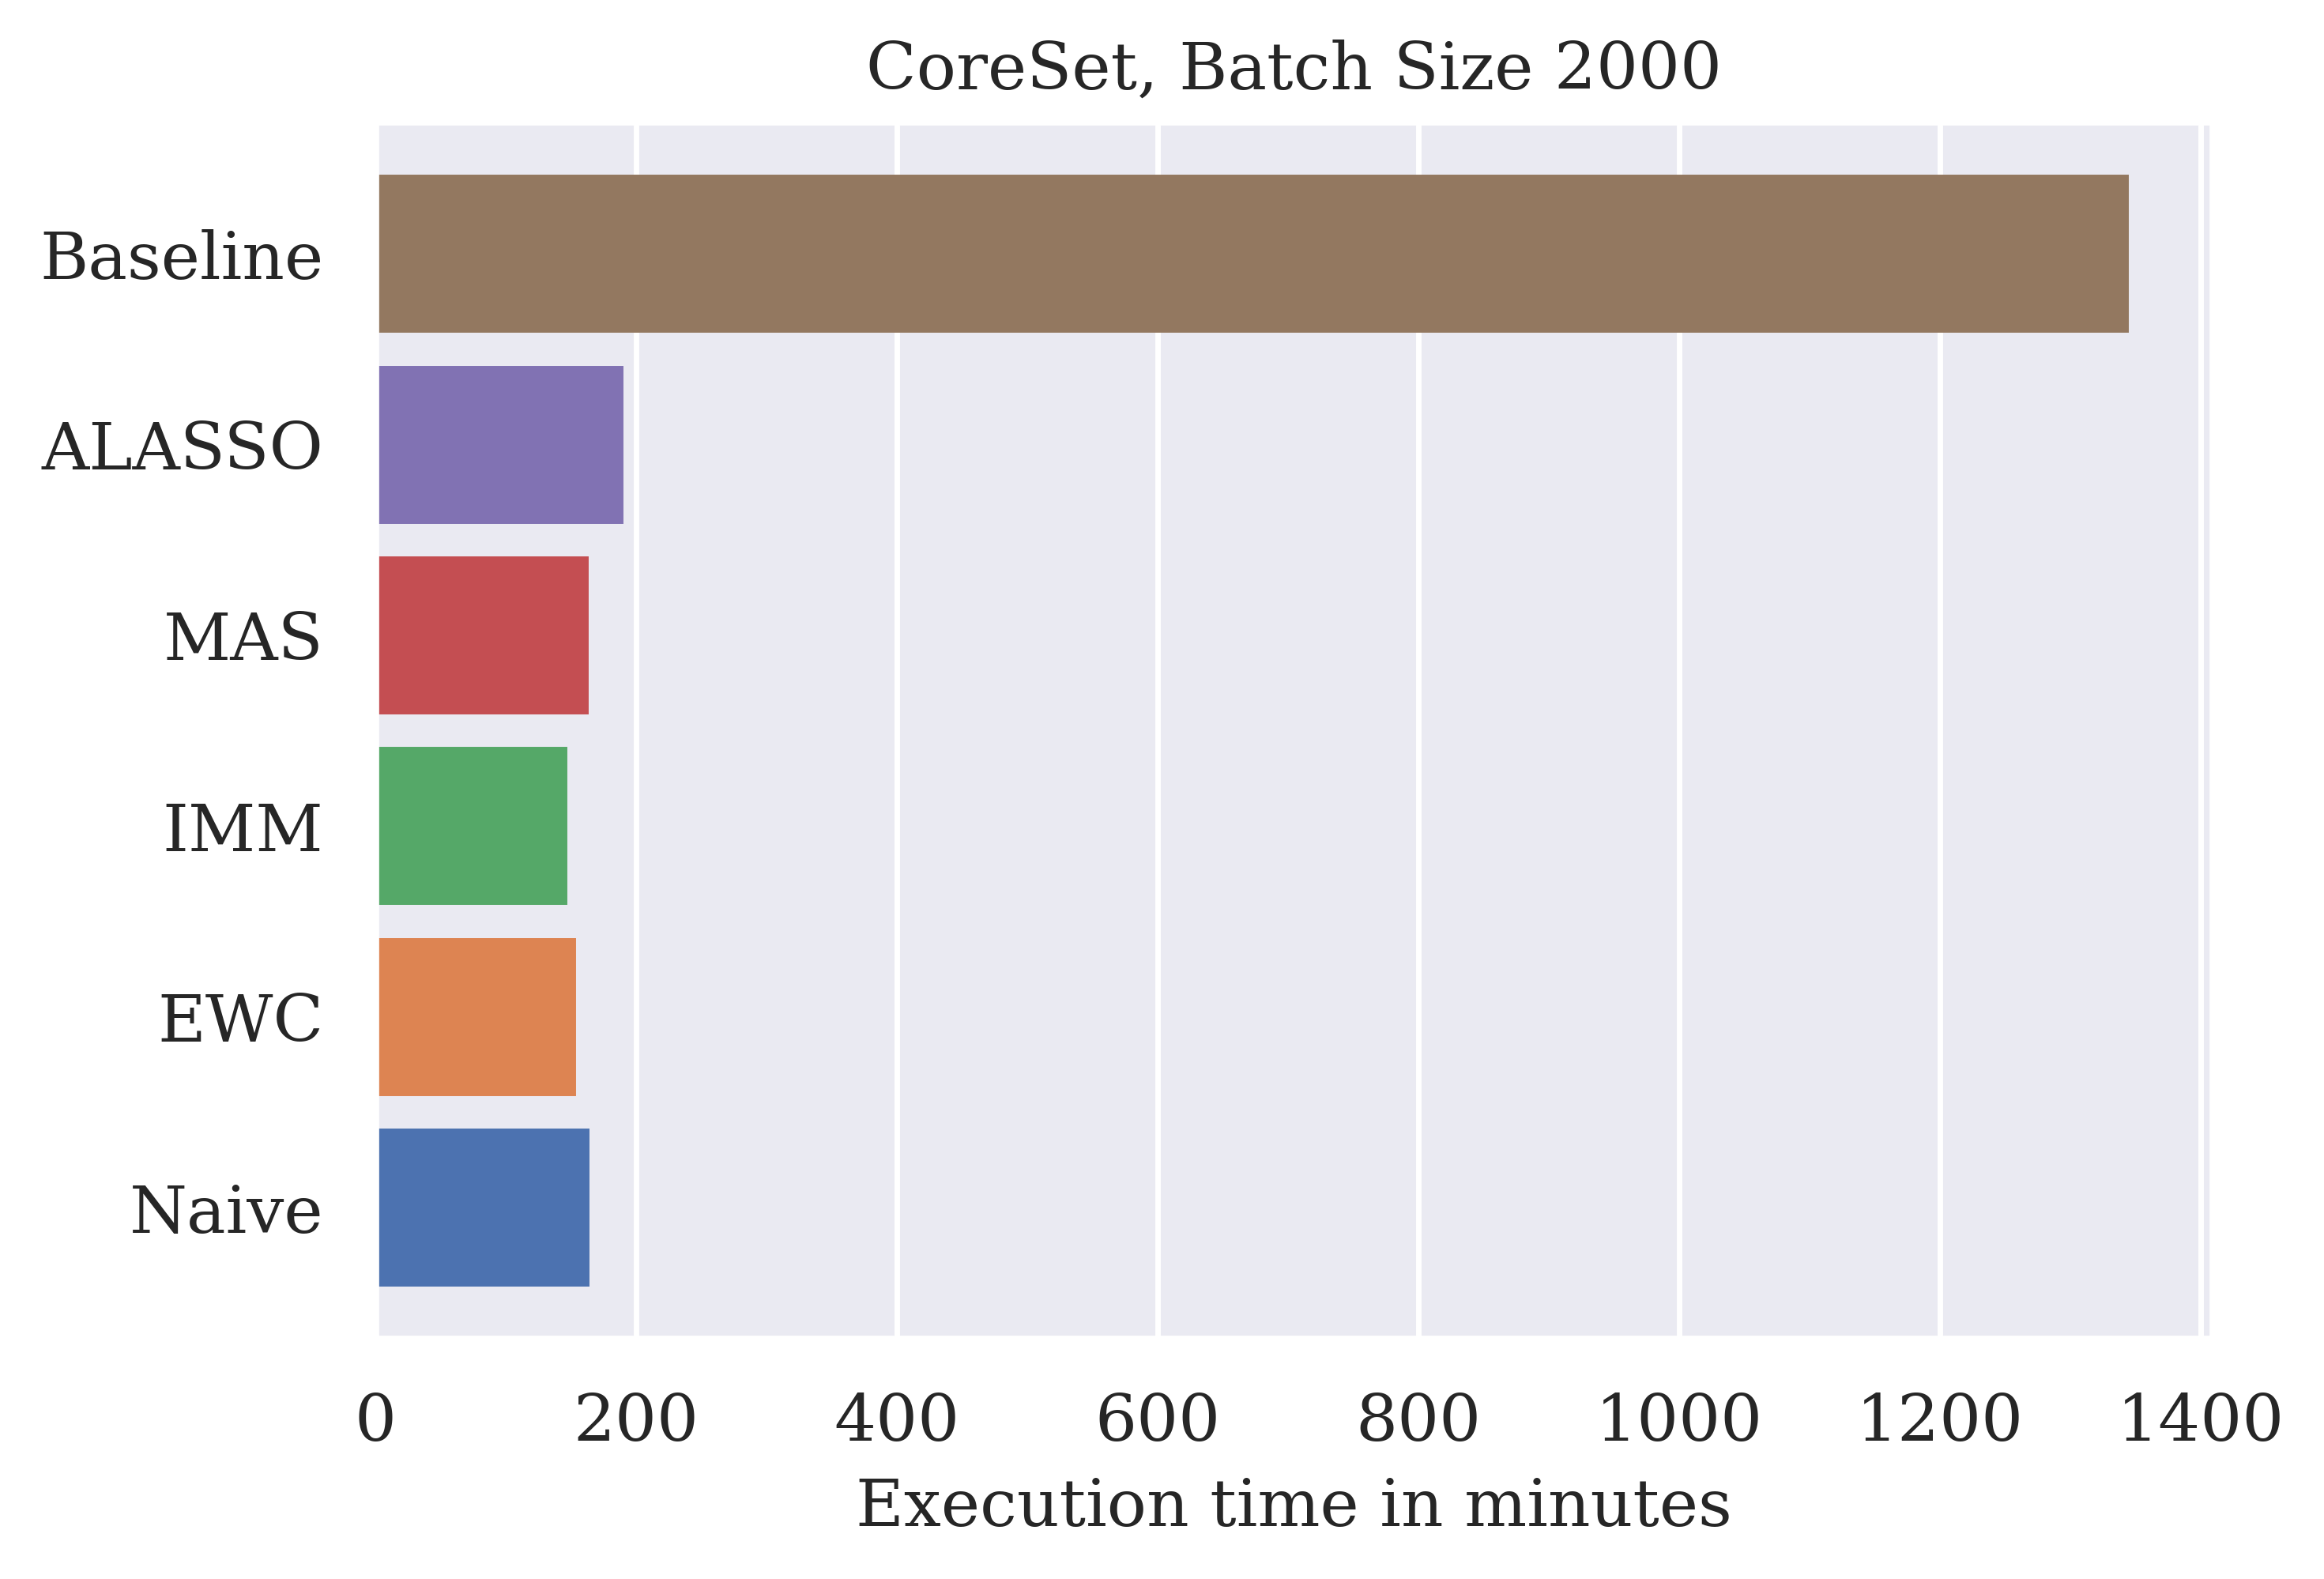 CoreSet, Batch Size 2000
Baseline
ALASSO
MAS
IMM
EWC
Naive
0 200 400 600 800 1000 1200 1400
Execution time in minutes